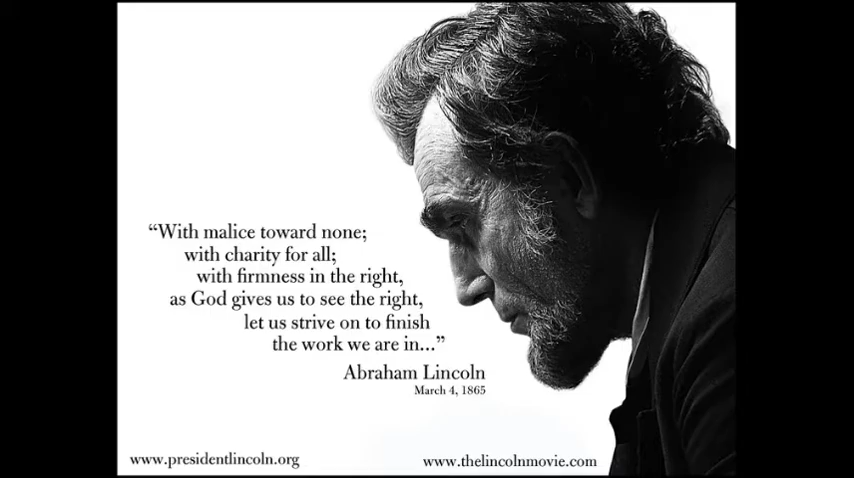 “With malice toward none;
with charity for all;
with firmness in the right,
as God gives us to see the right,
let us strive on to finish
the work we are in...”
Abraham Lincoln
March 4, 1865
www.presidentlincoln.org
www.thelincolnmovie.com